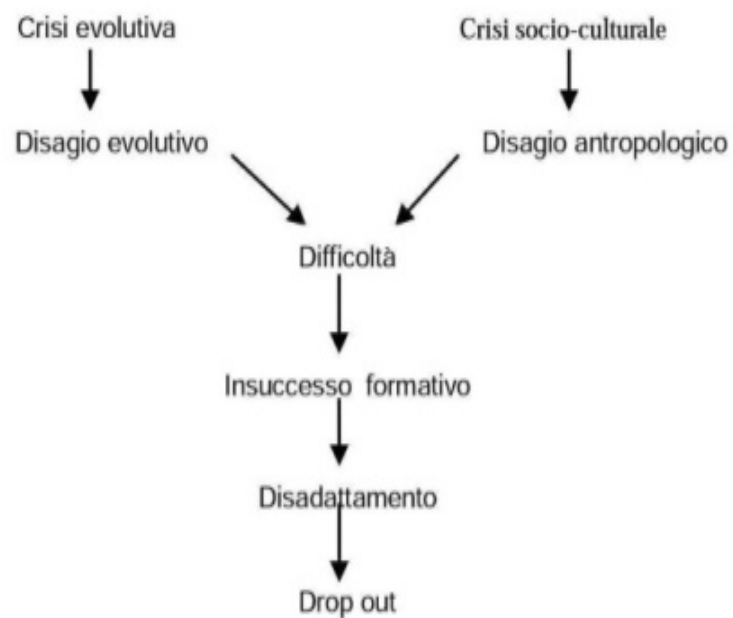 Crisi evolutiva
Crisi socio-culturale
Disagio evolutivo
Disagio antropologico
Difficoltà
Insuccesso formativo
Disadattamento
Drop out